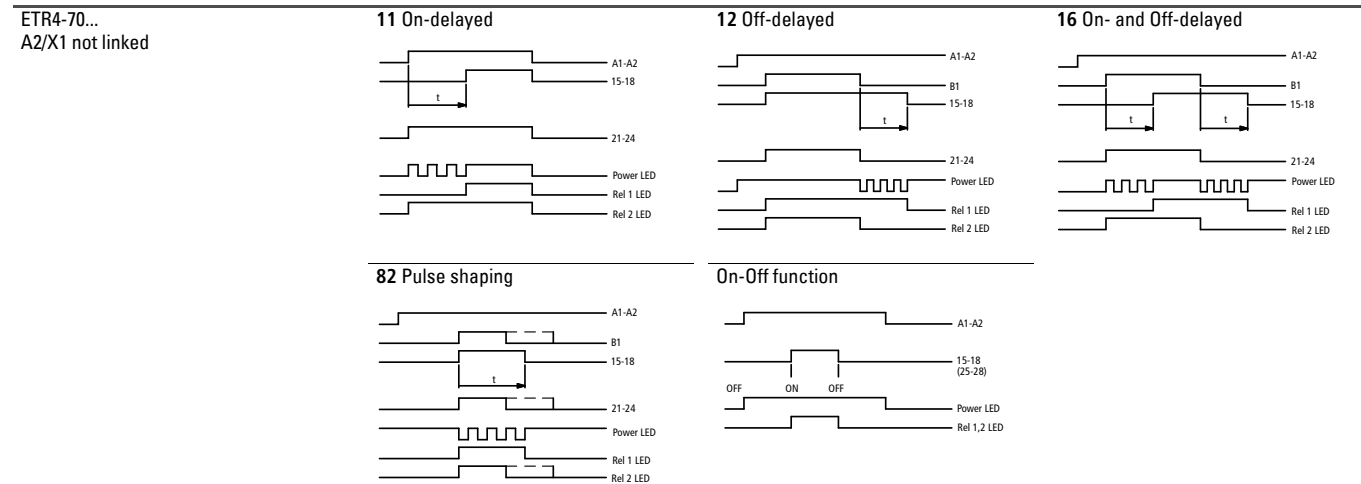 ETR4-70...
A2/X1 not linked
11 On-delayed
A1-A2
15-18
t
21-24
Power LED
Rel 1 LED
Rel 2 LED
12 Off-delayed
A1-A2
B1
15-18
t
21-24
Power LED
Rel 1 LED
Rel 2 LED
16 On- and Off-delayed
A1-A2
B1
15-18
t t
21-24
Power LED
Rel 1 LED
Rel 2 LED
82 Pulse shaping
A1-A2
B1
15-18
t
21-24
Power LED
Rel 1 LED
Rel 2 LED
On-Off function
A1-A2
15-18
(25-28)
OFF ON OFF
Power LED
Rel 1,2 LED